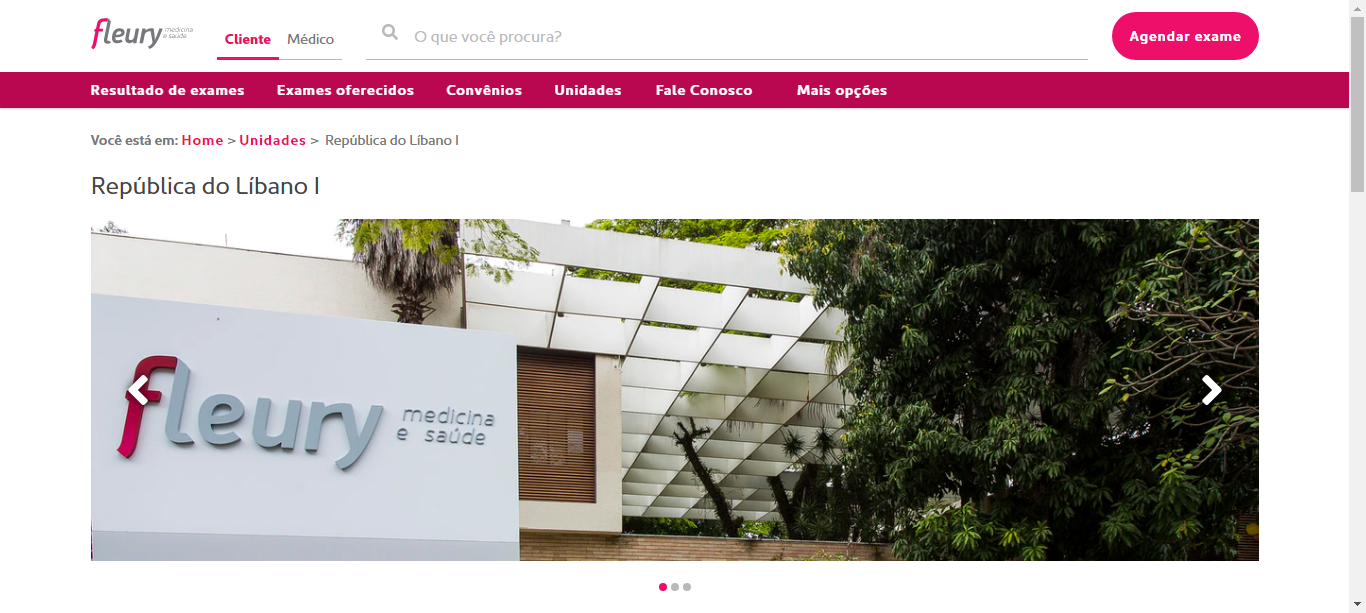 fleury medicina
e saúde
Cliente
Médico
O que você procura?
Agendar exame
Resultado de exames
Exames oferecidos
Convênios
Unidades
Fale Conosco
Mais opções
Você está em: Home > Unidades > República do Líbano I
República do Líbano I
fleury medicina
e saúde